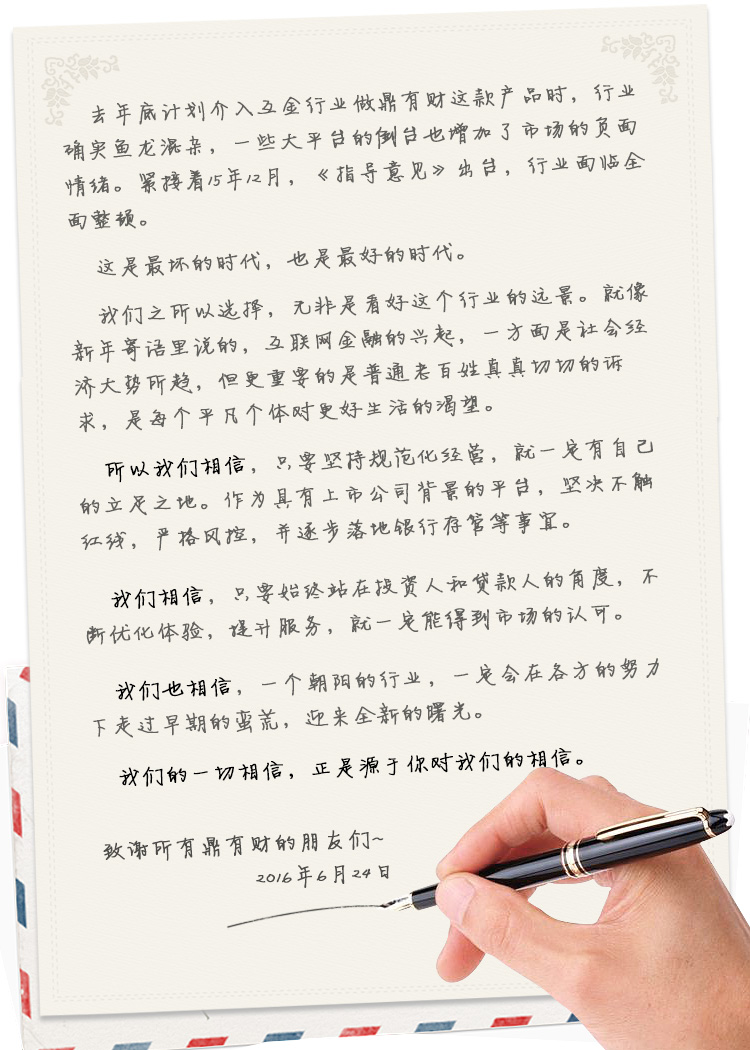 去年底计划介入互金行业做鼎有财这款产品时，行业
确实鱼龙混杂，一些大平台的倒台也增加了市场的负面
情绪。紧接着15年12月，《指导意见》出台，行业面临全
面整顿。
这是最坏的时代，也是最好的时代。
我们之所以选择，无非是看好这个行业的远景。就像
新年寄语里说的，互联网金融的兴起，一方面是社会经
济大势所趋，但更重要的是普通老百姓真真切切的诉
求，是每个平凡个体对更好生活的渴望。
所以我们相信，只要坚持规范化经营，就一定有自己
的立足之地。作为具有上市公司背景的平台，坚决不触
红线，严格风控，并逐步落地银行存管等事宜。
我们相信，只要始终站在投资人和贷款人的角度，不
断优化体验，提升服务，就一定能得到市场的认可。
我们也相信，一个朝阳的行业，一定会在各方的努力
下走过早期的蛮荒，迎来全新的曙光。
我们的一切相信，正是源于你对我们的相信。
致谢所有鼎有财的朋友们~
2016年6月24日